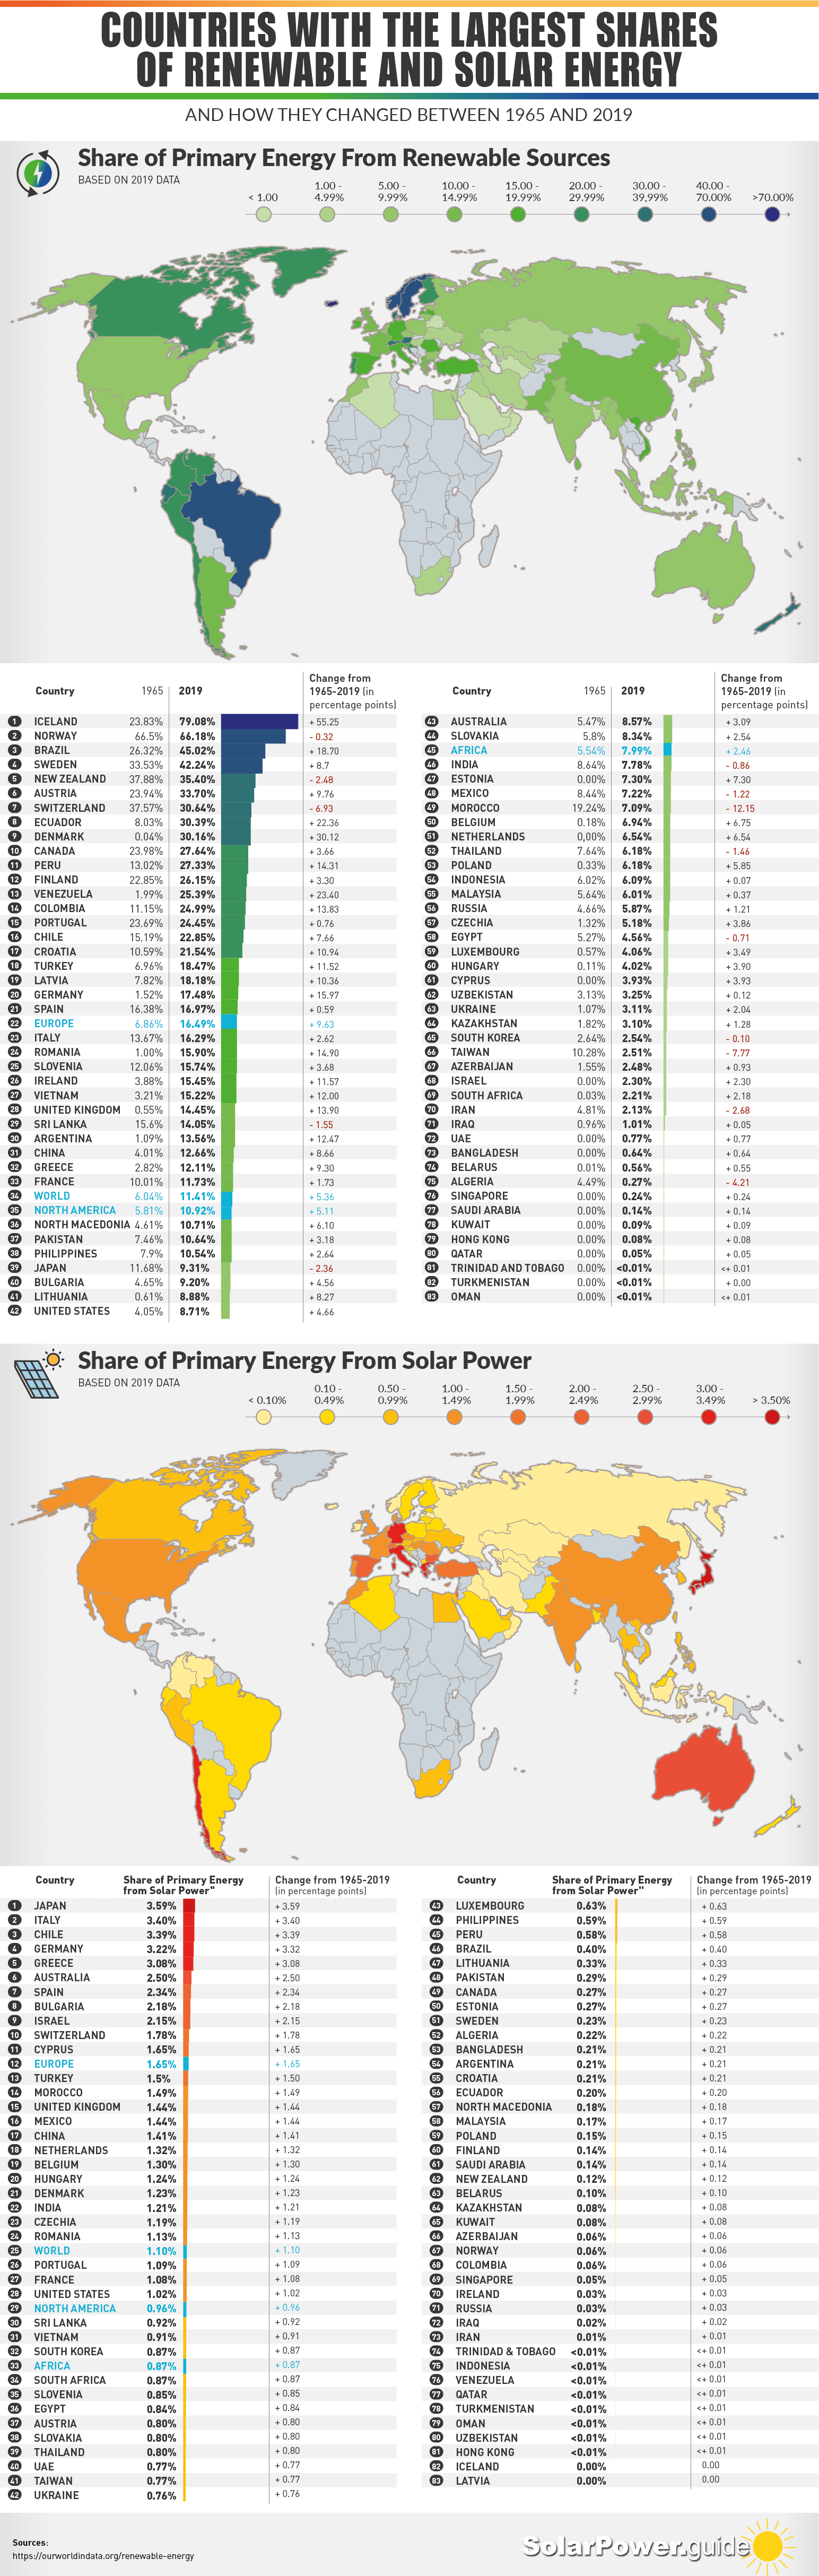 COUNTRIES WITH THE LARGEST SHARES
OF RENEWABLE AND SOLAR ENERGY
AND HOW THEY CHANGED BETWEEN 1965 AND 2019
Share of Primary Energy From Renewable Sources
BASED ON 2019 DATA
< 1.00
1.00 - 4.99%
5.00 - 9.99%
10.00 - 14.99%
15.00 - 19.99%
20.00 - 29.99%
30.00 - 39,99%
40.00 - 70.00%
>70.00%
Country 1965 2019 Change from 1965-2019 (in percentage points)
1 ICELAND 23.83% 79.08% + 55.25
2 NORWAY 66.5% 66.18% - 0.32
3 BRAZIL 26.32% 45.02% + 18.70
4 SWEDEN 33.53% 42.24% + 8.7
5 NEW ZEALAND 37.88% 35.40% - 2.48
6 AUSTRIA 23.94% 33.70% + 9.76
7 SWITZERLAND 37.57% 30.64% - 6.93
8 ECUADOR 8.03% 30.39% + 22.36
9 DENMARK 0.04% 30.16% + 30.12
10 CANADA 23.98% 27.64% + 3.66
11 PERU 13.02% 27.33% + 14.31
12 FINLAND 22.85% 26.15% + 3.30
13 VENEZUELA 1.99% 25.39% + 23.40
14 COLOMBIA 11.15% 24.99% + 13.83
15 PORTUGAL 23.69% 24.45% + 0.76
16 CHILE 15.19% 22.85% + 7.66
17 CROATIA 10.59% 21.54% + 10.94
18 TURKEY 6.96% 18.47% + 11.52
19 LATVIA 7.82% 18.18% + 10.36
20 GERMANY 1.52% 17.48% + 15.97
21 SPAIN 16.38% 16.97% + 0.59
22 EUROPE 6.86% 16.49% + 9.63
23 ITALY 13.67% 16.29% + 2.62
24 ROMANIA 1.00% 15.90% + 14.90
25 SLOVENIA 12.06% 15.74% + 3.68
26 IRELAND 3.88% 15.45% + 11.57
27 VIETNAM 3.21% 15.22% + 12.00
28 UNITED KINGDOM 0.55% 14.45% + 13.90
29 SRI LANKA 15.6% 14.05% - 1.55
30 ARGENTINA 1.09% 13.56% + 12.47
31 CHINA 4.01% 12.66% + 8.66
32 GREECE 2.82% 12.11% + 9.30
33 FRANCE 10.01% 11.73% + 1.73
34 WORLD 6.04% 11.41% + 5.36
35 NORTH AMERICA 5.81% 10.92% + 5.11
36 NORTH MACEDONIA 4.61% 10.71% + 6.10
37 PAKISTAN 7.46% 10.64% + 3.18
38 PHILIPPINES 7.9% 10.54% + 2.64
39 JAPAN 11.68% 9.31% - 2.36
40 BULGARIA 4.65% 9.20% + 4.56
41 LITHUANIA 0.61% 8.88% + 8.27
42 UNITED STATES 4.05% 8.71% + 4.66
Country 1965 2019 Change from 1965-2019 (in percentage points)
43 AUSTRALIA 5.47% 8.57% + 3.09
44 SLOVAKIA 5.8% 8.34% + 2.54
45 AFRICA 5.54% 7.99% + 2.46
46 INDIA 8.64% 7.78% - 0.86
47 ESTONIA 0.00% 7.30% + 7.30
48 MEXICO 8.44% 7.22% - 1.22
49 MOROCCO 19.24% 7.09% - 12.15
50 BELGIUM 0.18% 6.94% + 6.75
51 NETHERLANDS 0,00% 6.54% + 6.54
52 THAILAND 7.64% 6.18% - 1.46
53 POLAND 0.33% 6.18% + 5.85
54 INDONESIA 6.02% 6.09% + 0.07
55 MALAYSIA 5.64% 6.01% + 0.37
56 RUSSIA 4.66% 5.87% + 1.21
57 CZECHIA 1.32% 5.18% + 3.86
58 EGYPT 5.27% 4.56% - 0.71
59 LUXEMBOURG 0.57% 4.06% + 3.49
60 HUNGARY 0.11% 4.02% + 3.90
61 CYPRUS 0.00% 3.93% + 3.93
62 UZBEKISTAN 3.13% 3.25% + 0.12
63 UKRAINE 1.07% 3.11% + 2.04
64 KAZAKHSTAN 1.82% 3.10% + 1.28
65 SOUTH KOREA 2.64% 2.54% - 0.10
66 TAIWAN 10.28% 2.51% - 7.77
67 AZERBAIJAN 1.55% 2.48% + 0.93
68 ISRAEL 0.00% 2.30% + 2.30
69 SOUTH AFRICA 0.03% 2.21% + 2.18
70 IRAN 4.81% 2.13% - 2.68
71 IRAQ 0.96% 1.01% + 0.05
72 UAE 0.00% 0.77% + 0.77
73 BANGLADESH 0.00% 0.64% + 0.64
74 BELARUS 0.01% 0.56% + 0.55
75 ALGERIA 4.49% 0.27% - 4.21
76 SINGAPORE 0.00% 0.24% + 0.24
77 SAUDI ARABIA 0.00% 0.14% + 0.14
78 KUWAIT 0.00% 0.09% + 0.09
79 HONG KONG 0.00% 0.08% + 0.08
80 QATAR 0.00% 0.05% + 0.05
81 TRINIDAD AND TOBAGO 0.00% <0.01% <+ 0.01
82 TURKMENISTAN 0.00% <0.01% + 0.00
83 OMAN 0.00% <0.01% <+ 0.01
Share of Primary Energy From Solar Power
BASED ON 2019 DATA
< 0.10%
0.10 - 0.49%
0.50 - 0.99%
1.00 - 1.49%
1.50 - 1.99%
2.00 - 2.49%
2.50 - 2.99%
3.00 - 3.49%
> 3.50%
Country Share of Primary Energy from Solar Power" Change from 1965-2019 (in percentage points)
1 JAPAN 3.59% + 3.59
2 ITALY 3.40% + 3.40
3 CHILE 3.39% + 3.39
4 GERMANY 3.22% + 3.32
5 GREECE 3.08% + 3.08
6 AUSTRALIA 2.50% + 2.50
7 SPAIN 2.34% + 2.34
8 BULGARIA 2.18% + 2.18
9 ISRAEL 2.15% + 2.15
10 SWITZERLAND 1.78% + 1.78
11 CYPRUS 1.65% + 1.65
12 EUROPE 1.65% + 1.65
13 TURKEY 1.5% + 1.50
14 MOROCCO 1.49% + 1.49
15 UNITED KINGDOM 1.44% + 1.44
16 MEXICO 1.44% + 1.44
17 CHINA 1.41% + 1.41
18 NETHERLANDS 1.32% + 1.32
19 BELGIUM 1.30% + 1.30
20 HUNGARY 1.24% + 1.24
21 DENMARK 1.23% + 1.23
22 INDIA 1.21% + 1.21
23 CZECHIA 1.19% + 1.19
24 ROMANIA 1.13% + 1.13
25 WORLD 1.10% + 1.10
26 PORTUGAL 1.09% + 1.09
27 FRANCE 1.08% + 1.08
28 UNITED STATES 1.02% + 1.02
29 NORTH AMERICA 0.96% + 0.96
30 SRI LANKA 0.92% + 0.92
31 VIETNAM 0.91% + 0.91
32 SOUTH KOREA 0.87% + 0.87
33 AFRICA 0.87% + 0.87
34 SOUTH AFRICA 0.87% + 0.87
35 SLOVENIA 0.85% + 0.85
36 EGYPT 0.84% + 0.84
37 AUSTRIA 0.80% + 0.80
38 SLOVAKIA 0.80% + 0.80
39 THAILAND 0.80% + 0.80
40 UAE 0.77% + 0.77
41 TAIWAN 0.77% + 0.77
42 UKRAINE 0.76% + 0.76
Country Share of Primary Energy from Solar Power" Change from 1965-2019 (in percentage points)
43 LUXEMBOURG 0.63% + 0.63
44 PHILIPPINES 0.59% + 0.59
45 PERU 0.58% + 0.58
46 BRAZIL 0.40% + 0.40
47 LITHUANIA 0.33% + 0.33
48 PAKISTAN 0.29% + 0.29
49 CANADA 0.27% + 0.27
50 ESTONIA 0.27% + 0.27
51 SWEDEN 0.23% + 0.23
52 ALGERIA 0.22% + 0.22
53 BANGLADESH 0.21% + 0.21
54 ARGENTINA 0.21% + 0.21
55 CROATIA 0.21% + 0.21
56 ECUADOR 0.20% + 0.20
57 NORTH MACEDONIA 0.18% + 0.18
58 MALAYSIA 0.17% + 0.17
59 POLAND 0.15% + 0.15
60 FINLAND 0.14% + 0.14
61 SAUDI ARABIA 0.14% + 0.14
62 NEW ZEALAND 0.12% + 0.12
63 BELARUS 0.10% + 0.10
64 KAZAKHSTAN 0.08% + 0.08
65 KUWAIT 0.08% + 0.08
66 AZERBAIJAN 0.06% + 0.06
67 NORWAY 0.06% + 0.06
68 COLOMBIA 0.06% + 0.06
69 SINGAPORE 0.05% + 0.05
70 IRELAND 0.03% + 0.03
71 RUSSIA 0.03% + 0.03
72 IRAQ 0.02% + 0.02
73 IRAN 0.01% + 0.01
74 TRINIDAD & TOBAGO <0.01% <+ 0.01
75 INDONESIA <0.01% <+ 0.01
76 VENEZUELA <0.01% <+ 0.01
77 QATAR <0.01% <+ 0.01
78 TURKMENISTAN <0.01% <+ 0.01
79 OMAN <0.01% <+ 0.01
80 UZBEKISTAN <0.01% <+ 0.01
81 HONG KONG <0.01% <+ 0.01
82 ICELAND 0.00% 0.00
83 LATVIA 0.00% 0.00
Sources:
https://ourworldindata.org/renewable-energy
SolarPower.guide